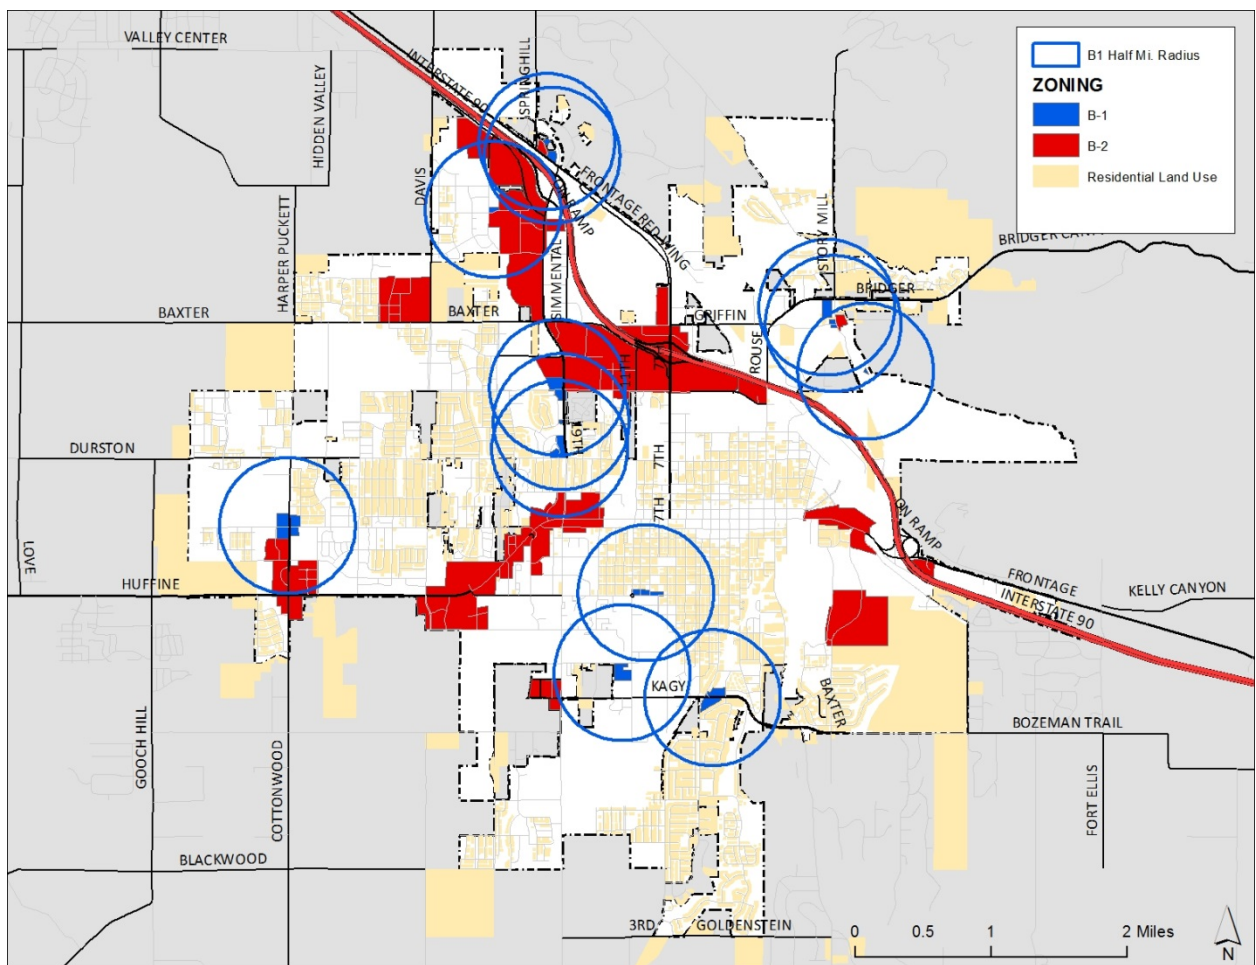 VALLEY CENTER
INTERSTATE 90
SPRINGHILL
HIDDEN VALLEY
B1 Half Mi. Radius
ZONING
B-1
B-2
Residential Land Use
DAVIS
ON RAMP
FRONTAGE RED WING
HARPER PUCKETT
STORY MILL
BRIDGER
SIMMENTAL
BAXTER
BAXTER
GRIFFIN
ROUSE
11TH
7TH
DURSTON
19TH
7TH
7TH
ON RAMP
LOVE
HUFFINE
FRONTAGE
INTERSTATE 90
KELLY CANYON
KAGY
BAXTER
BOZEMAN TRAIL
GOOCH HILL
COTTONWOOD
FORT ELLIS
BLACKWOOD
3RD
GOLDENSTEIN
0 0.5 1 2 Miles
N